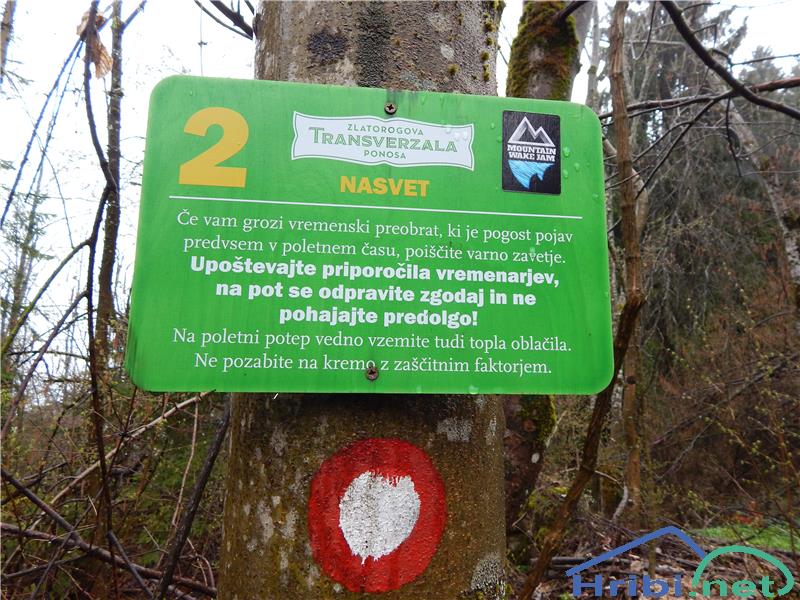 2
ZLATOROGOVA
TRANSVERZALA
PONOSA
MOUNTAIN
WAKE JAM
NASVET
Če vam grozi vremenski preobrat, ki je pogost pojav
predvsem v poletnem času, poiščite varno zavetje.
Upoštevajte priporočila vremenarjev,
na pot se odpravite zgodaj in ne
pohajajte predolgo!
Na poletni potep vedno vzemite tudi topla oblačila.
Ne pozabite na kremo z zaščitnim faktorjem.
Hribi.net